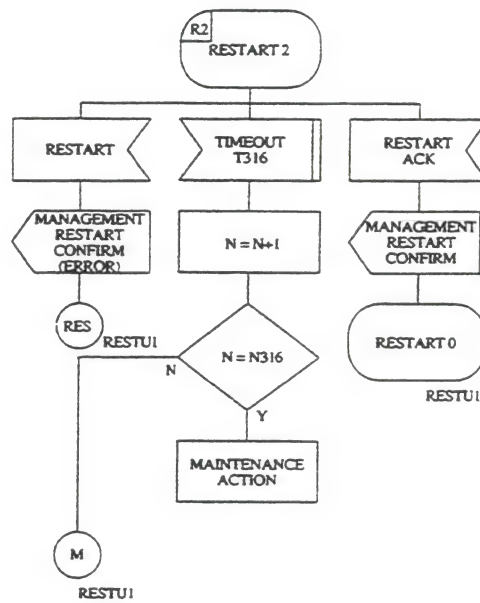 R2
RESTART 2
RESTART
TIMEOUT
T316
RESTART
ACK
MANAGEMENT
RESTART
CONFIRM
(ERROR)
N = N+1
MANAGEMENT
RESTART
CONFIRM
RES
RESTU1
N = N316
RESTART 0
RESTU1
N
Y
MAINTENANCE
ACTION
M
RESTU1